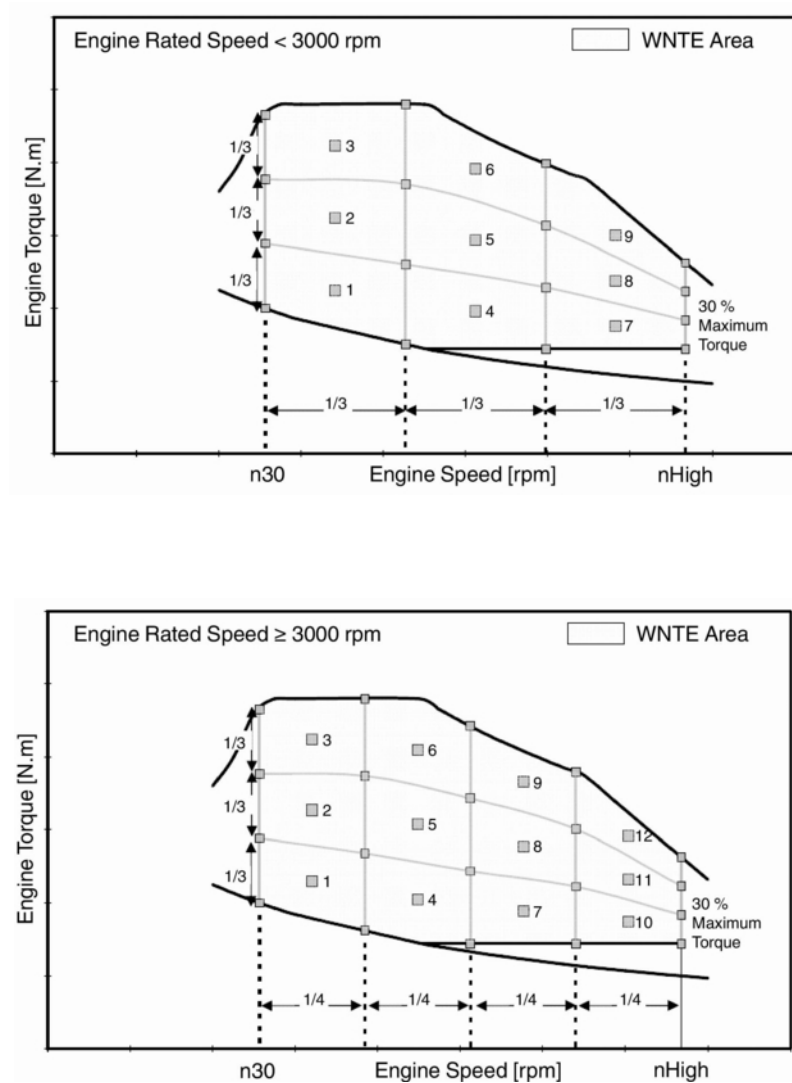 Engine Rated Speed < 3000 rpm
WNTE Area
Engine Torque [N.m]
1/3
1/3
1/3
3
2
1
6
5
4
9
8
7
30 %
Maximum
Torque
1/3
1/3
1/3
n30
Engine Speed [rpm]
nHigh
Engine Rated Speed ≥ 3000 rpm
WNTE Area
Engine Torque [N.m]
1/3
1/3
1/3
3
2
1
6
5
4
9
8
7
12
11
10
30 %
Maximum
Torque
1/4
1/4
1/4
1/4
n30
Engine Speed [rpm]
nHigh